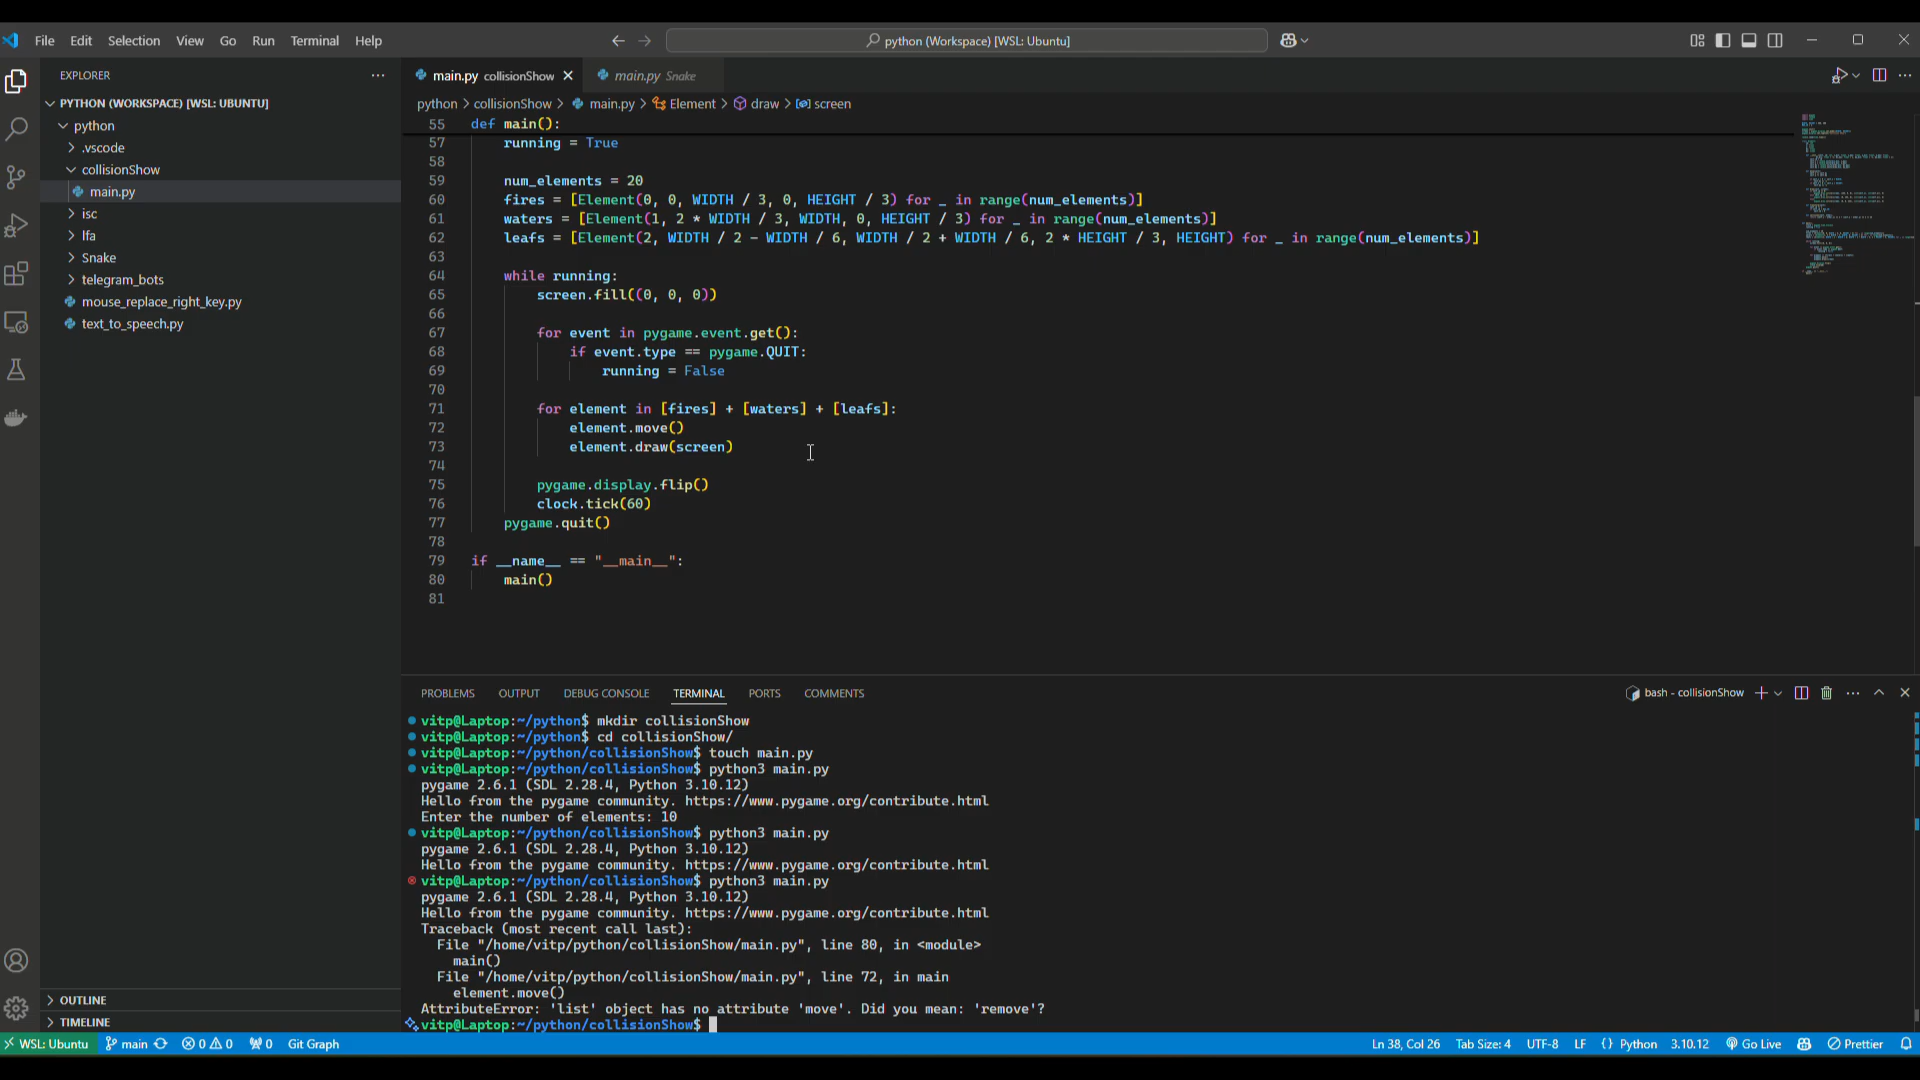 File Edit Selection View Go Run Terminal Help
python (Workspace) [WSL: Ubuntu]
EXPLORER
PYTHON (WORKSPACE) [WSL: UBUNTU]
python
.vscode
collisionShow
main.py
isc
lfa
Snake
telegram_bots
mouse_replace_right_key.py
text_to_speech.py
OUTLINE
TIMELINE
main.py collisionShow
main.py Snake
python > collisionShow > main.py > Element > draw > screen
55 def main():
57 running = True
58
59 num_elements = 20
60 fires = [Element(0, 0, WIDTH / 3, 0, HEIGHT / 3) for _ in range(num_elements)]
61 waters = [Element(1, 2 * WIDTH / 3, WIDTH, 0, HEIGHT / 3) for _ in range(num_elements)]
62 leafs = [Element(2, WIDTH / 2 - WIDTH / 6, WIDTH / 2 + WIDTH / 6, 2 * HEIGHT / 3, HEIGHT) for _ in range(num_elements)]
63
64 while running:
65 screen.fill((0, 0, 0))
66
67 for event in pygame.event.get():
68 if event.type == pygame.QUIT:
69 running = False
70
71 for element in [fires] + [waters] + [leafs]:
72 element.move()
73 element.draw(screen)
74
75 pygame.display.flip()
76 clock.tick(60)
77 pygame.quit()
78
79 if __name__ == "__main__":
80 main()
81
PROBLEMS OUTPUT DEBUG CONSOLE TERMINAL PORTS COMMENTS
bash - collisionShow
vitp@Laptop:~/python$ mkdir collisionShow
vitp@Laptop:~/python$ cd collisionShow/
vitp@Laptop:~/python/collisionShow$ touch main.py
vitp@Laptop:~/python/collisionShow$ python3 main.py
pygame 2.6.1 (SDL 2.28.4, Python 3.10.12)
Hello from the pygame community. https://www.pygame.org/contribute.html
Enter the number of elements: 10
vitp@Laptop:~/python/collisionShow$ python3 main.py
pygame 2.6.1 (SDL 2.28.4, Python 3.10.12)
Hello from the pygame community. https://www.pygame.org/contribute.html
vitp@Laptop:~/python/collisionShow$ python3 main.py
pygame 2.6.1 (SDL 2.28.4, Python 3.10.12)
Hello from the pygame community. https://www.pygame.org/contribute.html
Traceback (most recent call last):
File "/home/vitp/python/collisionShow/main.py", line 80, in <module>
main()
File "/home/vitp/python/collisionShow/main.py", line 72, in main
element.move()
AttributeError: 'list' object has no attribute 'move'. Did you mean: 'remove'?
vitp@Laptop:~/python/collisionShow$
WSL: Ubuntu main 0 0 0 Git Graph Ln 38, Col 26 Tab Size: 4 UTF-8 LF Python 3.10.12 Go Live Prettier